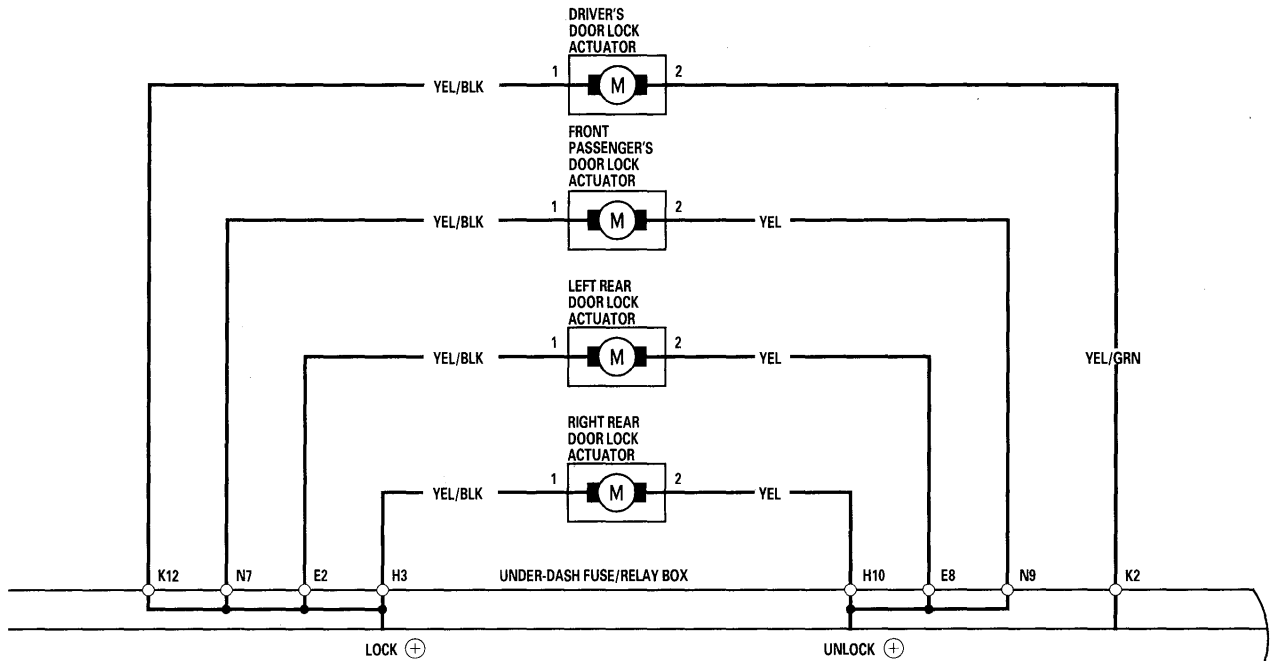 DRIVER'S
DOOR LOCK
ACTUATOR
1
2
YEL/BLK
M
FRONT
PASSENGER'S
DOOR LOCK
ACTUATOR
1
2
YEL/BLK
M
YEL
LEFT REAR
DOOR LOCK
ACTUATOR
1
2
YEL/BLK
M
YEL
YEL/GRN
RIGHT REAR
DOOR LOCK
ACTUATOR
1
2
YEL/BLK
M
YEL
K12
N7
E2
H3
UNDER-DASH FUSE/RELAY BOX
H10
E8
N9
K2
LOCK ⊕
UNLOCK ⊕